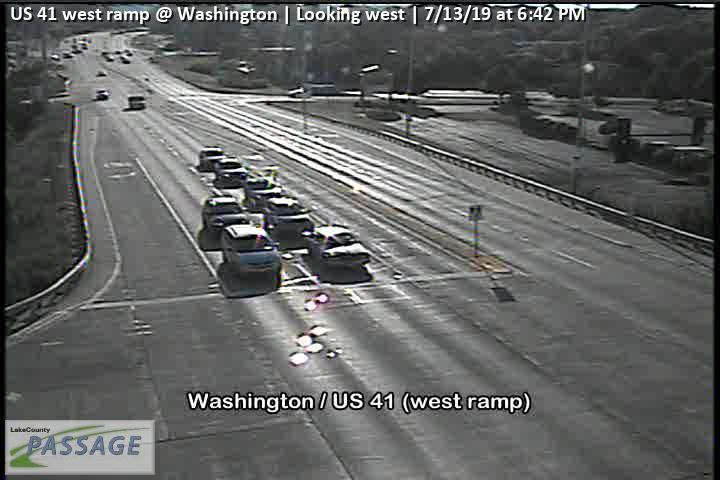 US 41 west ramp @ Washington | Looking west | 7/13/19 at 6:42 PM
Washington / US 41 (west ramp)
LakeCounty
PASSAGE